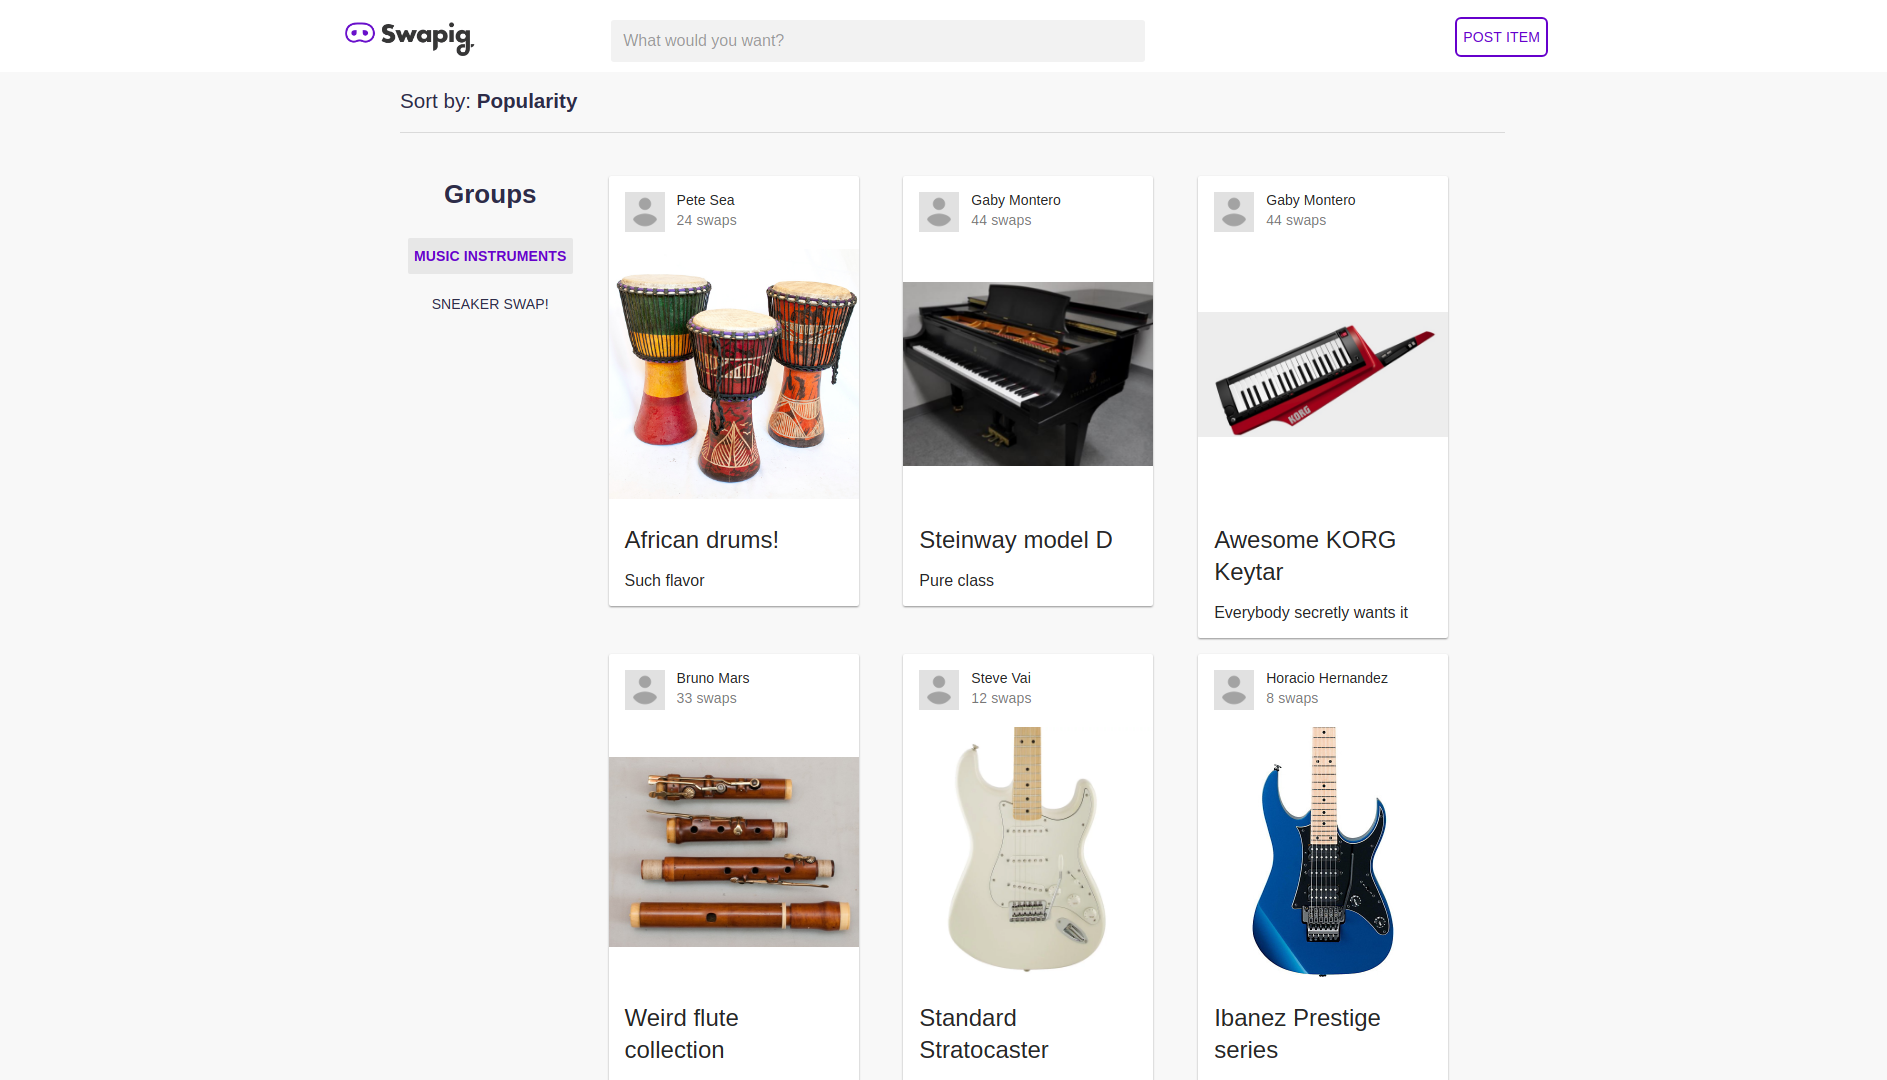 Swapig.
What would you want?
POST ITEM
Sort by: Popularity
Groups
MUSIC INSTRUMENTS
SNEAKER SWAP!
Pete Sea
24 swaps
African drums!
Such flavor
Gaby Montero
44 swaps
Steinway model D
Pure class
Gaby Montero
44 swaps
KORG
Awesome KORG
Keytar
Everybody secretly wants it
Bruno Mars
33 swaps
Weird flute
collection
Steve Vai
12 swaps
Standard
Stratocaster
Horacio Hernandez
8 swaps
Ibanez Prestige
series